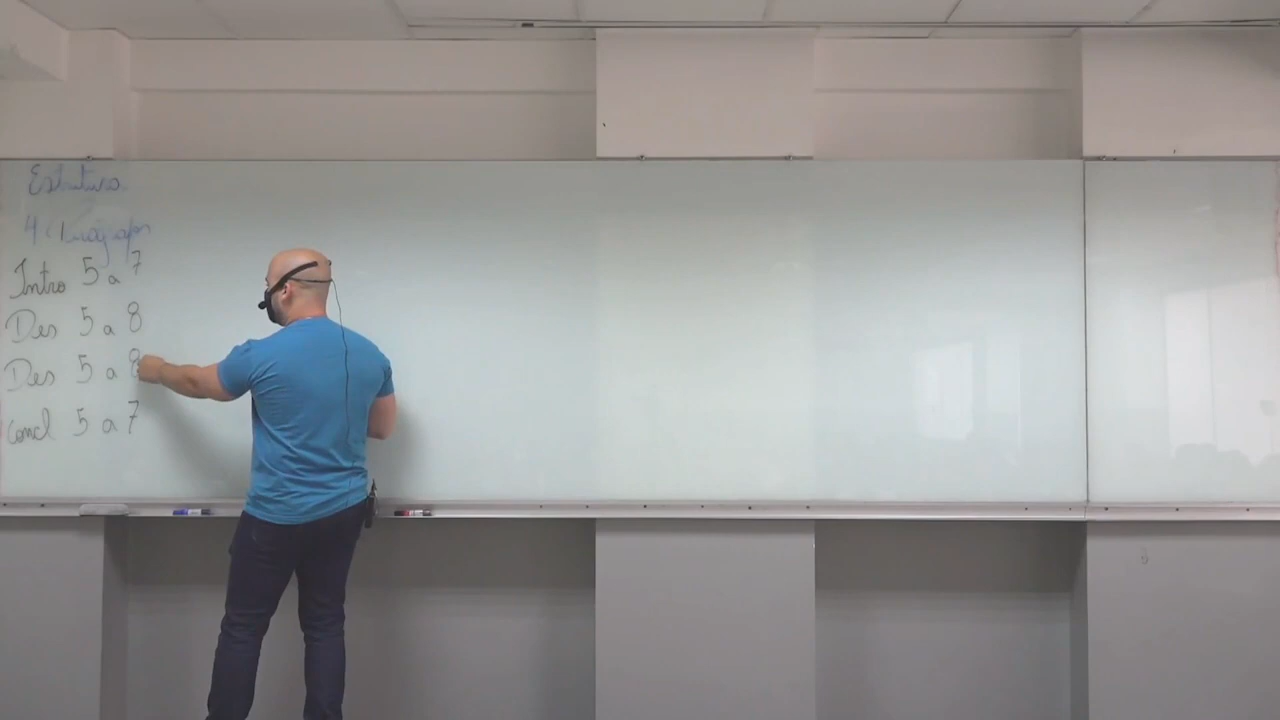 Estrutura
4 Parágrafos
Intro 5 a 7
Des 5 a 8
Des 5 a 8
Concl 5 a 7